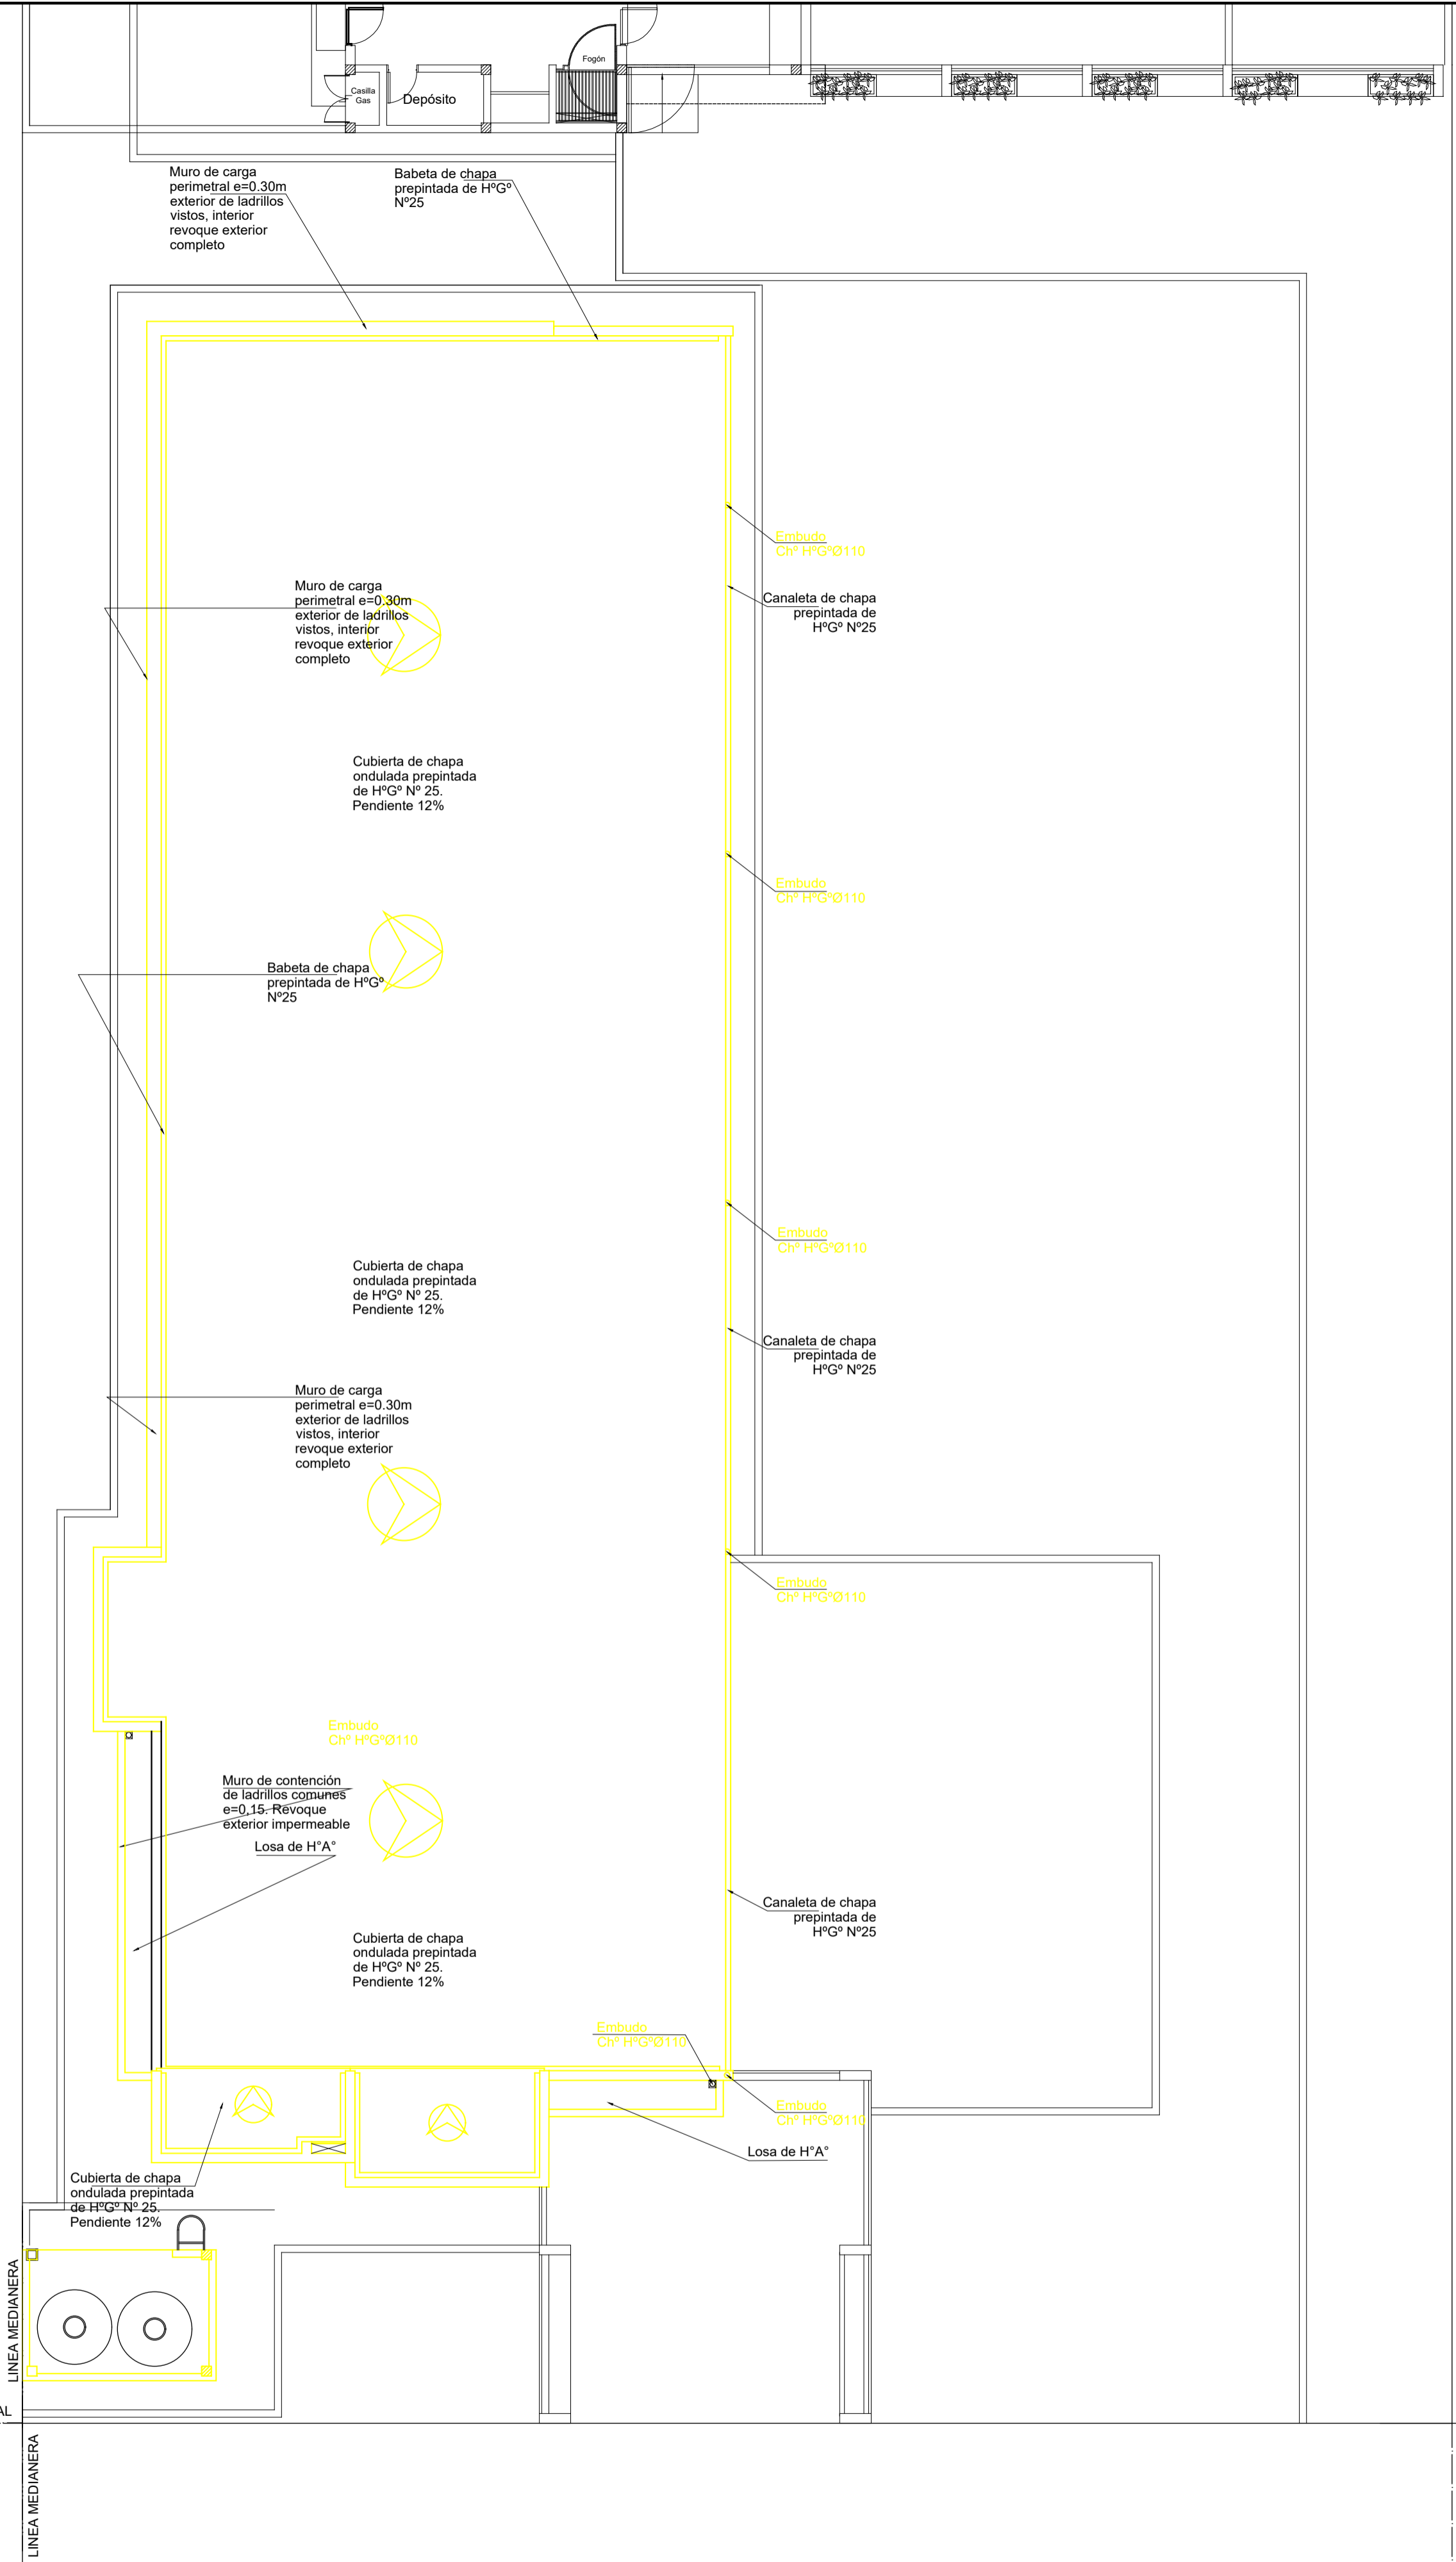 Fogón
Casilla
Gas
Depósito
Muro de carga
perimetral e=0.30m
exterior de ladrillos
vistos, interior
revoque exterior
completo
Babeta de chapa
prepintada de HºGº
Nº25
Embudo
Chª HºGºØ110
Muro de carga
perimetral e=0.30m
exterior de ladrillos
vistos, interior
revoque exterior
completo
Canaleta de chapa
prepintada de
HºGº Nº25
Cubierta de chapa
ondulada prepintada
de HºGº Nº 25.
Pendiente 12%
Embudo
Chª HºGºØ110
Babeta de chapa
prepintada de HºGº
Nº25
Embudo
Chª HºGºØ110
Cubierta de chapa
ondulada prepintada
de HºGº Nº 25.
Pendiente 12%
Canaleta de chapa
prepintada de
HºGº Nº25
Muro de carga
perimetral e=0.30m
exterior de ladrillos
vistos, interior
revoque exterior
completo
Embudo
Chª HºGºØ110
Embudo
Chª HºGºØ110
Muro de contención
de ladrillos comunes
e=0,15. Revoque
exterior impermeable
Losa de H°A°
Canaleta de chapa
prepintada de
HºGº Nº25
Cubierta de chapa
ondulada prepintada
de HºGº Nº 25.
Pendiente 12%
Embudo
Chª HºGºØ110
Embudo
Chª HºGºØ110
Losa de H°A°
Cubierta de chapa
ondulada prepintada
de HºGº Nº 25.
Pendiente 12%
LINEA MEDIANERA
AL
LINEA MEDIANERA